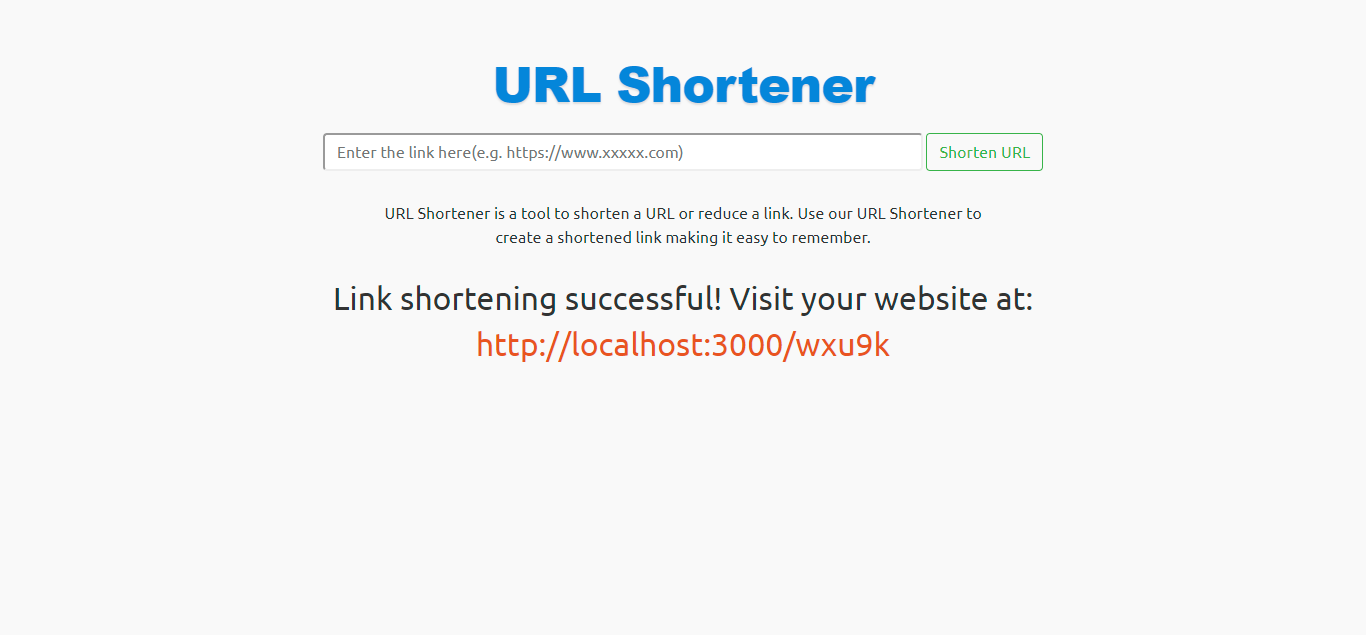 URL Shortener
Enter the link here(e.g. https://www.xxxxx.com)
Shorten URL
URL Shortener is a tool to shorten a URL or reduce a link. Use our URL Shortener to
create a shortened link making it easy to remember.
Link shortening successful! Visit your website at:
http://localhost:3000/wxu9k